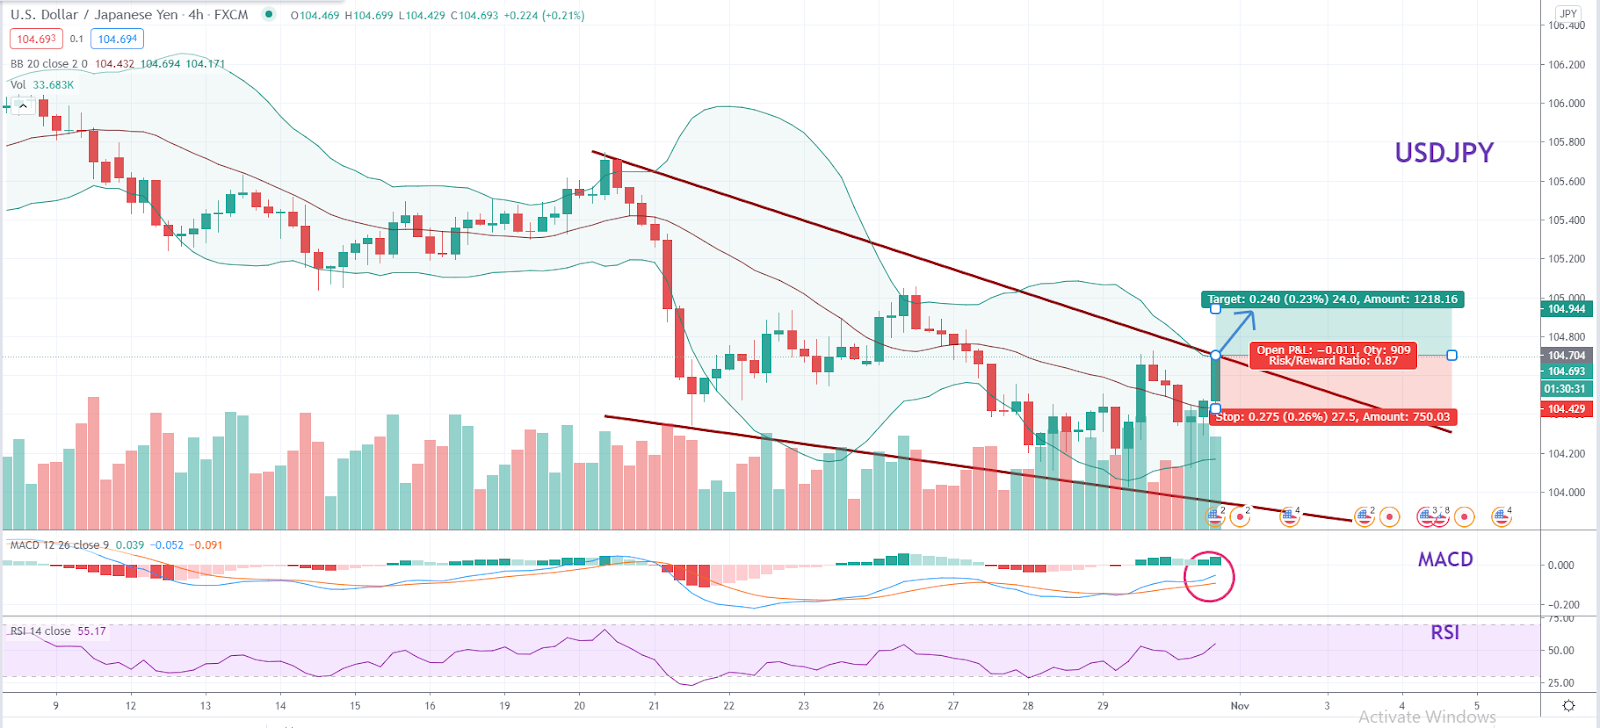 U.S. Dollar / Japanese Yen · 4h · FXCM O104.469 H104.699 L104.429 C104.693 +0.224 (+0.21%)
JPY
104.693 0.1 104.694
BB 20 close 2 0 104.432 104.694 104.171
Vol 33.683K
106.400
106.200
106.000
105.800
105.600
105.400
105.200
105.000
104.944
104.800
104.704
104.693
01:30:31
104.429
104.200
104.000
USDJPY
Target: 0.240 (0.23%) 24.0, Amount: 1218.16
Open P&L: −0.011, Qty: 909
Risk/Reward Ratio: 0.87
Stop: 0.275 (0.26%) 27.5, Amount: 750.03
2 2 4 2 3 8 4
MACD 12 26 close 9 0.039 −0.052 −0.091
MACD
0.000
−0.200
RSI 14 close 55.17
RSI
75.00
50.00
25.00
9 12 13 14 15 16 19 20 21 22 23 26 27 28 29 Nov 3 4 5
Activate Windows